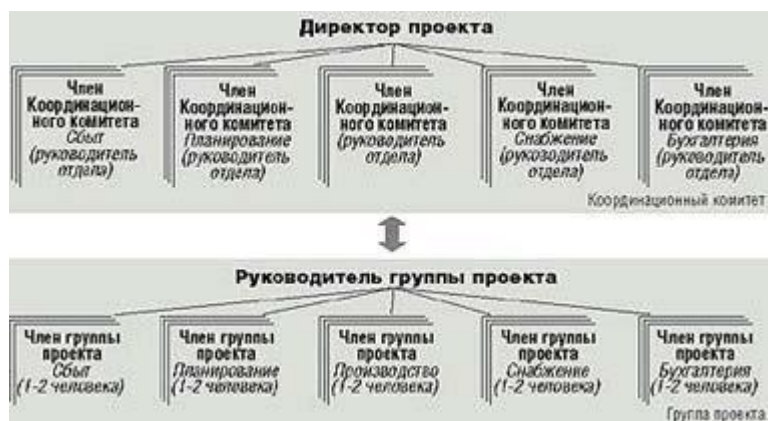 Директор проекта
Член
Координацион-
ного комитета
Сбыт
(руководитель
отдела)
Член
Координацион-
ного комитета
Планирование
(руководитель
отдела)
Член
Координацион-
ного комитета
(руководитель
отдела)
Член
Координацион-
ного комитета
Снабжение
(руководитель
отдела)
Член
Координацион-
ного комитета
Бухгалтерия
(руководитель
отдела)
Координационный комитет
Руководитель группы проекта
Член группы
проекта
Сбыт
(1-2 человека)
Член группы
проекта
Планирование
(1-2 человека)
Член группы
проекта
Производство
(1-2 человека)
Член группы
проекта
Снабжение
(1-2 человека)
Член группы
проекта
Бухгалтерия
(1-2 человека)
Группа проекта